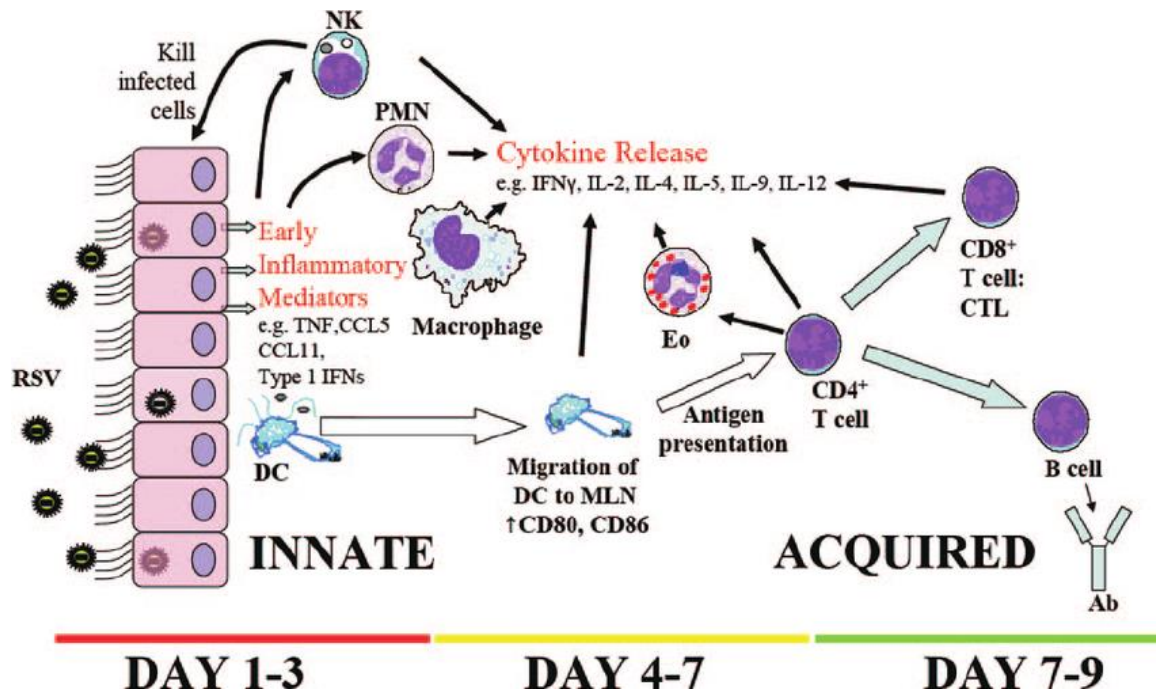 NK
Kill
infected
cells
PMN
Cytokine Release
e.g. IFNγ, IL-2, IL-4, IL-5, IL-9, IL-12
Early
Inflammatory
Mediators
e.g. TNF,CCL5
CCL11,
Type 1 IFNs
Macrophage
Eo
CD8⁺
T cell:
CTL
CD4⁺
T cell
RSV
DC
Migration of
DC to MLN
↑CD80, CD86
Antigen
presentation
B cell
Ab
INNATE
ACQUIRED
DAY 1-3
DAY 4-7
DAY 7-9